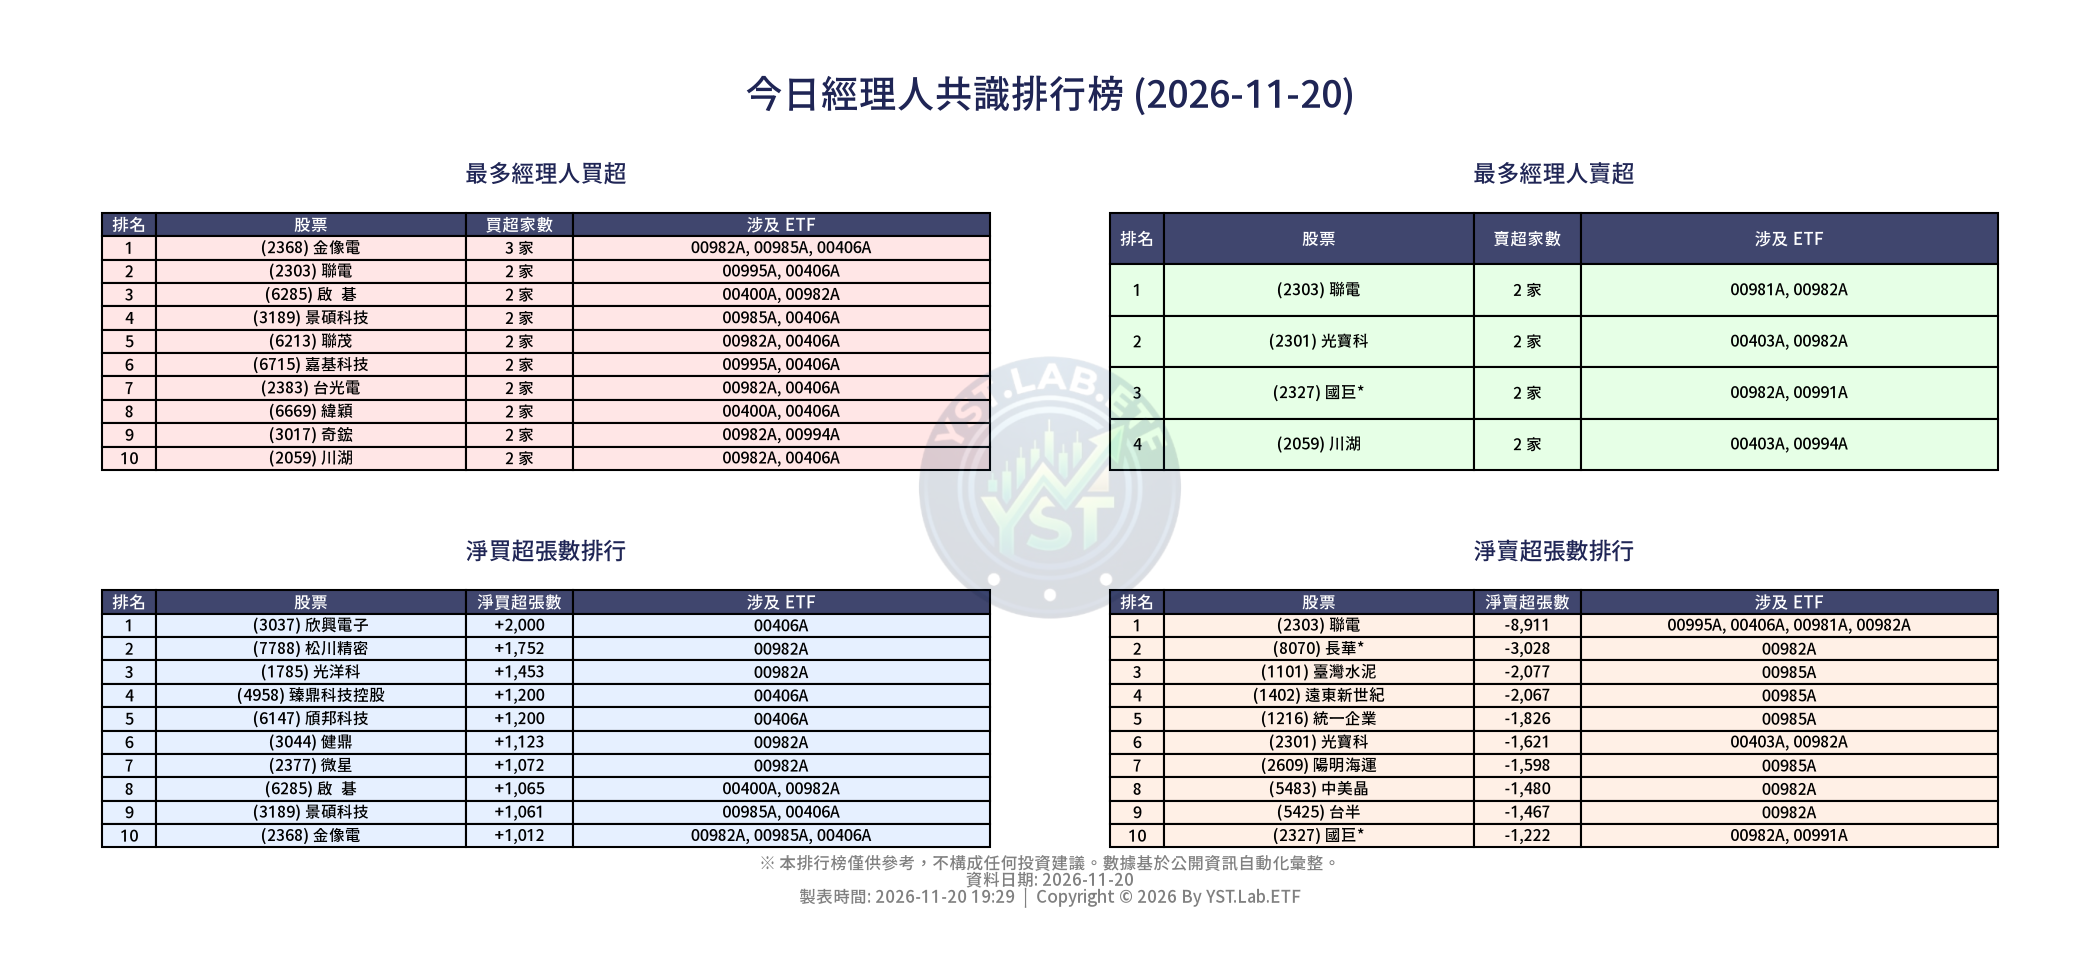 今日經理人共識排行榜 (2026-11-20)
最多經理人買超
排名 股票 買超家數 涉及 ETF
1 (2368) 金像電 3 家 00982A, 00985A, 00406A
2 (2303) 聯電 2 家 00995A, 00406A
3 (6285) 啟 碁 2 家 00400A, 00982A
4 (3189) 景碩科技 2 家 00985A, 00406A
5 (6213) 聯茂 2 家 00982A, 00406A
6 (6715) 嘉基科技 2 家 00995A, 00406A
7 (2383) 台光電 2 家 00982A, 00406A
8 (6669) 緯穎 2 家 00400A, 00406A
9 (3017) 奇鋐 2 家 00982A, 00994A
10 (2059) 川湖 2 家 00982A, 00406A
最多經理人賣超
排名 股票 賣超家數 涉及 ETF
1 (2303) 聯電 2 家 00981A, 00982A
2 (2301) 光寶科 2 家 00403A, 00982A
3 (2327) 國巨* 2 家 00982A, 00991A
4 (2059) 川湖 2 家 00403A, 00994A
YST.LAB.ETF
YST
淨買超張數排行
排名 股票 淨買超張數 涉及 ETF
1 (3037) 欣興電子 +2,000 00406A
2 (7788) 松川精密 +1,752 00982A
3 (1785) 光洋科 +1,453 00982A
4 (4958) 臻鼎科技控股 +1,200 00406A
5 (6147) 頎邦科技 +1,200 00406A
6 (3044) 健鼎 +1,123 00982A
7 (2377) 微星 +1,072 00982A
8 (6285) 啟 碁 +1,065 00400A, 00982A
9 (3189) 景碩科技 +1,061 00985A, 00406A
10 (2368) 金像電 +1,012 00982A, 00985A, 00406A
淨賣超張數排行
排名 股票 淨賣超張數 涉及 ETF
1 (2303) 聯電 -8,911 00995A, 00406A, 00981A, 00982A
2 (8070) 長華* -3,028 00982A
3 (1101) 臺灣水泥 -2,077 00985A
4 (1402) 遠東新世紀 -2,067 00985A
5 (1216) 統一企業 -1,826 00985A
6 (2301) 光寶科 -1,621 00403A, 00982A
7 (2609) 陽明海運 -1,598 00985A
8 (5483) 中美晶 -1,480 00982A
9 (5425) 台半 -1,467 00982A
10 (2327) 國巨* -1,222 00982A, 00991A
※ 本排行榜僅供參考，不構成任何投資建議。數據基於公開資訊自動化彙整。
資料日期: 2026-11-20
製表時間: 2026-11-20 19:29 | Copyright © 2026 By YST.Lab.ETF